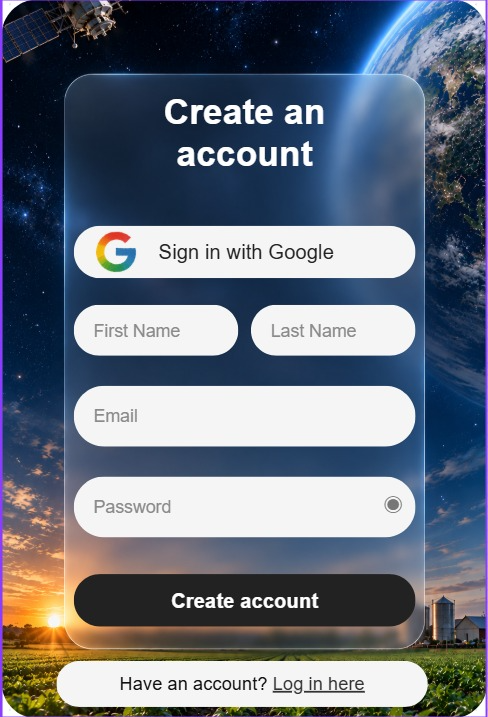 Create an
account
Sign in with Google
First Name Last Name
Email
Password
Create account
Have an account? Log in here